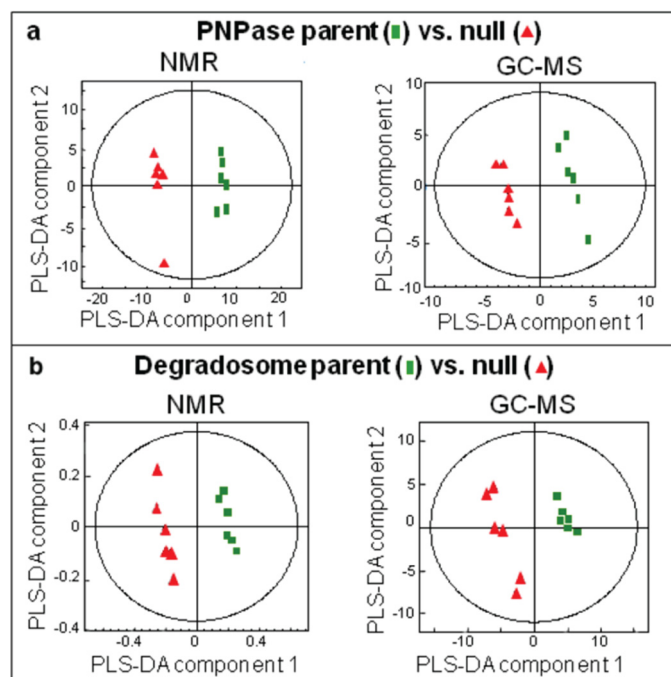 a PNPase parent (■) vs. null (▲)
NMR GC-MS
PLS-DA component 2
10
5
0
-5
-10
-20 -10 0 10 20
PLS-DA component 1
PLS-DA component 2
10
5
0
-5
-10
-10 -5 0 5 10
PLS-DA component 1
b Degradosome parent (■) vs. null (▲)
NMR GC-MS
PLS-DA component 2
0.4
0.2
0
-0.2
-0.4
-0.4 0 0.4
PLS-DA component 1
PLS-DA component 2
10
5
0
-5
-10
-10 0 10
PLS-DA component 1